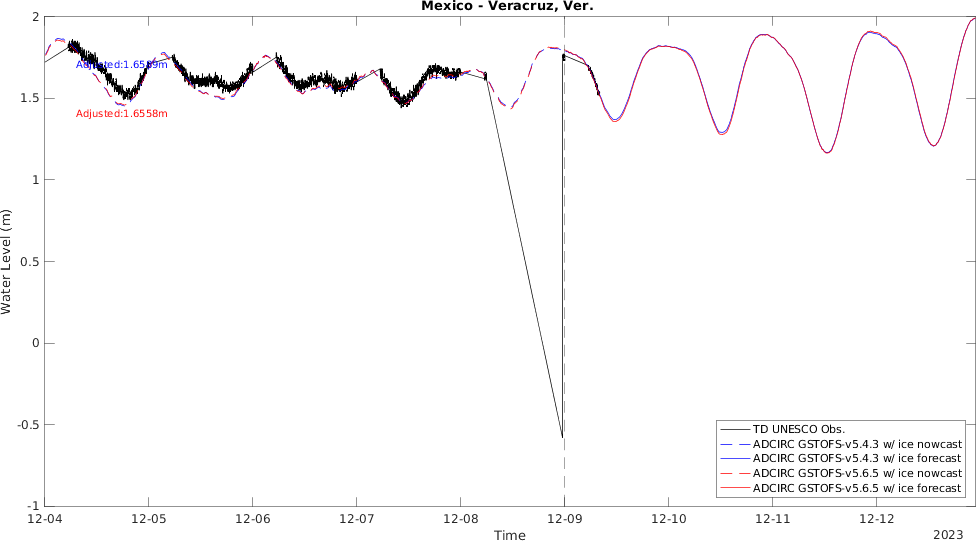 Mexico - Veracruz, Ver.
2
1.5
1
0.5
0
-0.5
-1
Water Level (m)
Adjusted:1.6559m
Adjusted:1.6558m
TD UNESCO Obs.
ADCIRC GSTOFS-v5.4.3 w/ ice nowcast
ADCIRC GSTOFS-v5.4.3 w/ ice forecast
ADCIRC GSTOFS-v5.6.5 w/ ice nowcast
ADCIRC GSTOFS-v5.6.5 w/ ice forecast
12-04 12-05 12-06 12-07 12-08 12-09 12-10 12-11 12-12
Time
2023